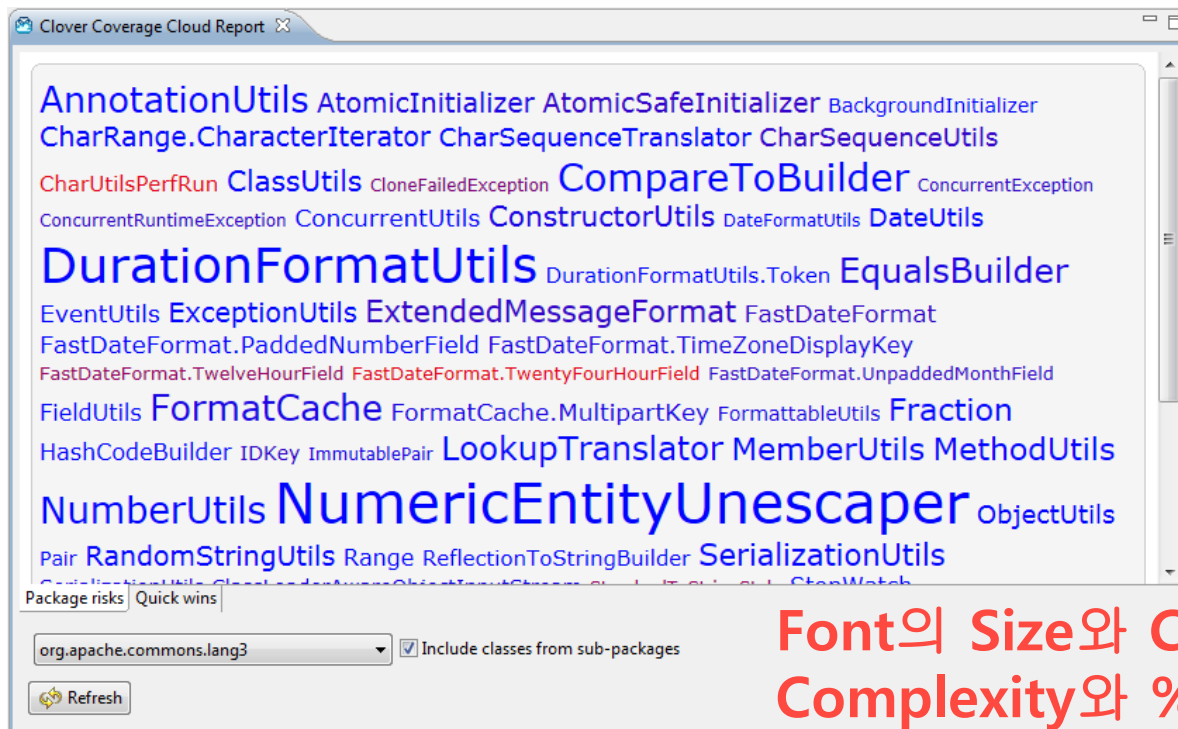 Clover Coverage Cloud Report
AnnotationUtils AtomicInitializer AtomicSafeInitializer BackgroundInitializer
CharRange.CharacterIterator CharSequenceTranslator CharSequenceUtils
CharUtilsPerfRun ClassUtils CloneFailedException CompareToBuilder ConcurrentException
ConcurrentRuntimeException ConcurrentUtils ConstructorUtils DateFormatUtils DateUtils
DurationFormatUtils DurationFormatUtils.Token EqualsBuilder
EventUtils ExceptionUtils ExtendedMessageFormat FastDateFormat
FastDateFormat.PaddedNumberField FastDateFormat.TimeZoneDisplayKey
FastDateFormat.TwelveHourField FastDateFormat.TwentyFourHourField FastDateFormat.UnpaddedMonthField
FieldUtils FormatCache FormatCache.MultipartKey FormattableUtils Fraction
HashCodeBuilder IDKey ImmutablePair LookupTranslator MemberUtils MethodUtils
NumberUtils NumericEntityUnescaper ObjectUtils
Pair RandomStringUtils Range ReflectionToStringBuilder SerializationUtils
Package risks Quick wins
org.apache.commons.lang3 Include classes from sub-packages
Refresh
Font의 Size와 C
Complexity와 %